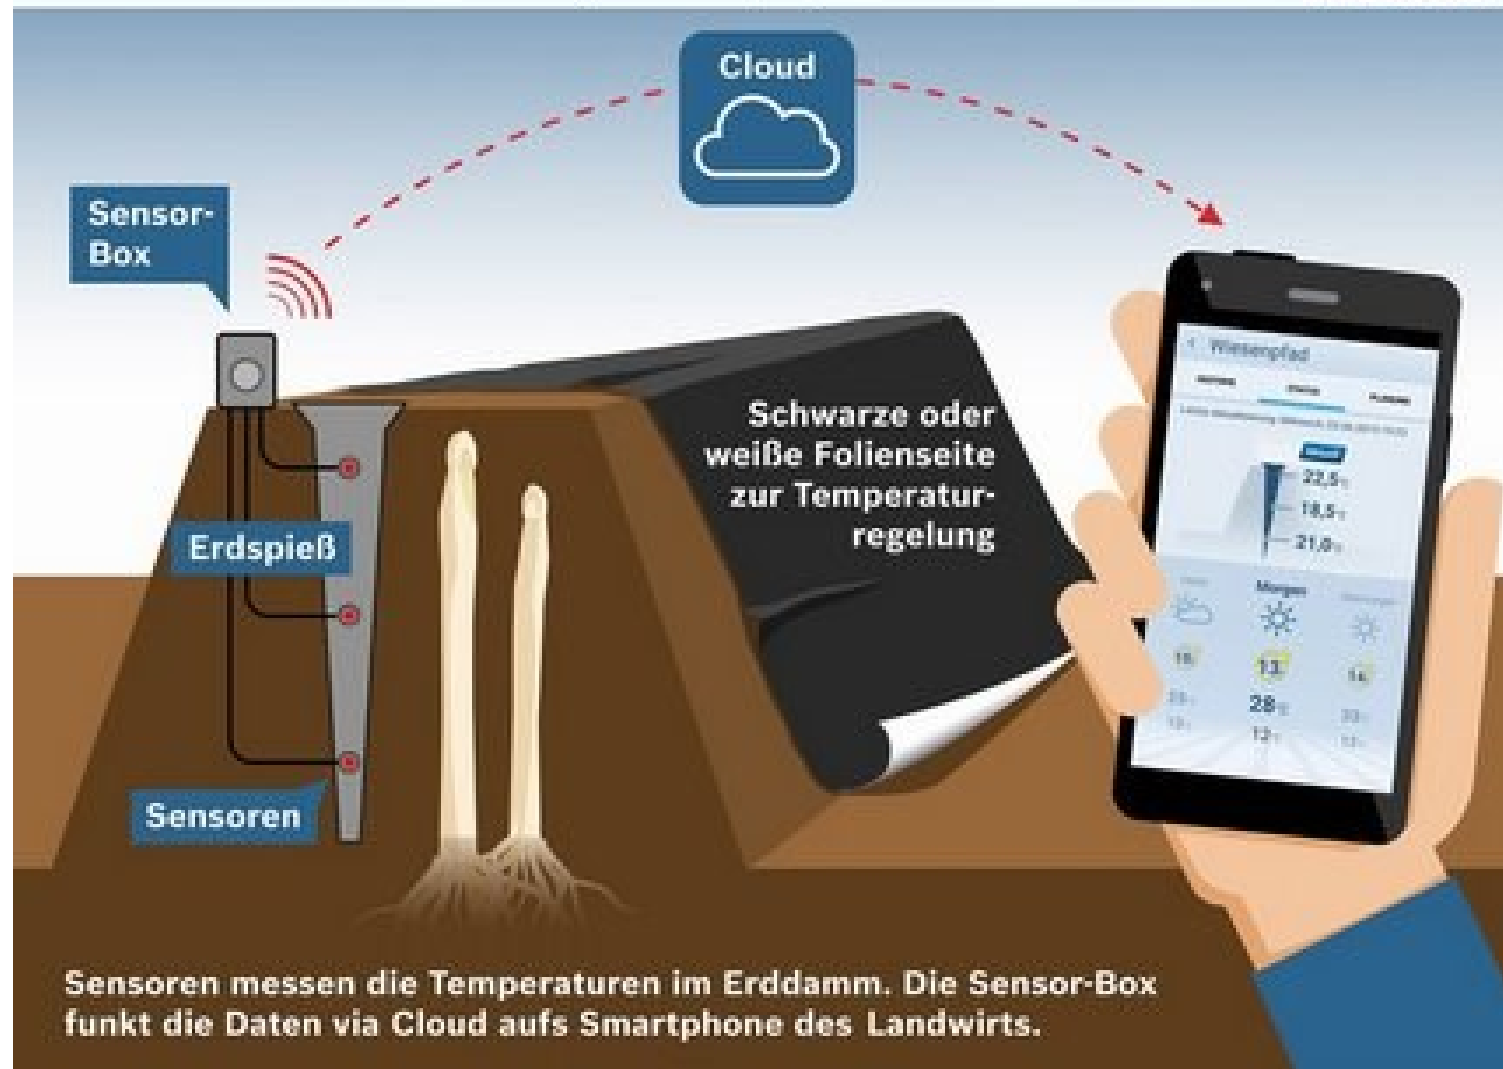 Cloud
Sensor-
Box
Schwarze oder
weiße Folienseite
zur Temperatur-
regelung
Erdspieß
Sensoren
Wiesenpfad
STATUS
22,5
18,5
21,0
Morgen
13
28
12
Sensoren messen die Temperaturen im Erddamm. Die Sensor-Box
funkt die Daten via Cloud aufs Smartphone des Landwirts.